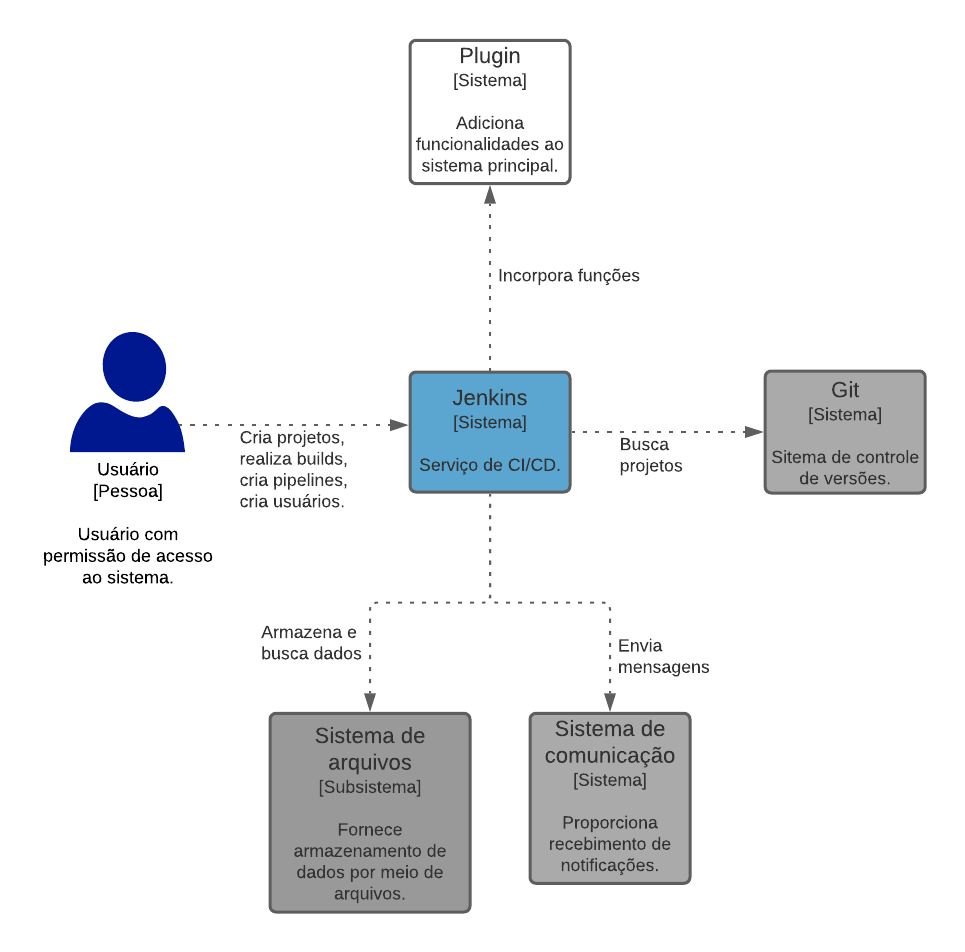 Plugin
[Sistema]
Adiciona
funcionalidades ao
sistema principal.
Incorpora funções
Usuário
[Pessoa]
Usuário com
permissão de acesso
ao sistema.
Cria projetos,
realiza builds,
cria pipelines,
cria usuários.
Jenkins
[Sistema]
Serviço de CI/CD.
Busca
projetos
Git
[Sistema]
Sitema de controle
de versões.
Armazena e
busca dados
Envia
mensagens
Sistema de
arquivos
[Subsistema]
Fornece
armazenamento de
dados por meio de
arquivos.
Sistema de
comunicação
[Sistema]
Proporciona
recebimento de
notificações.